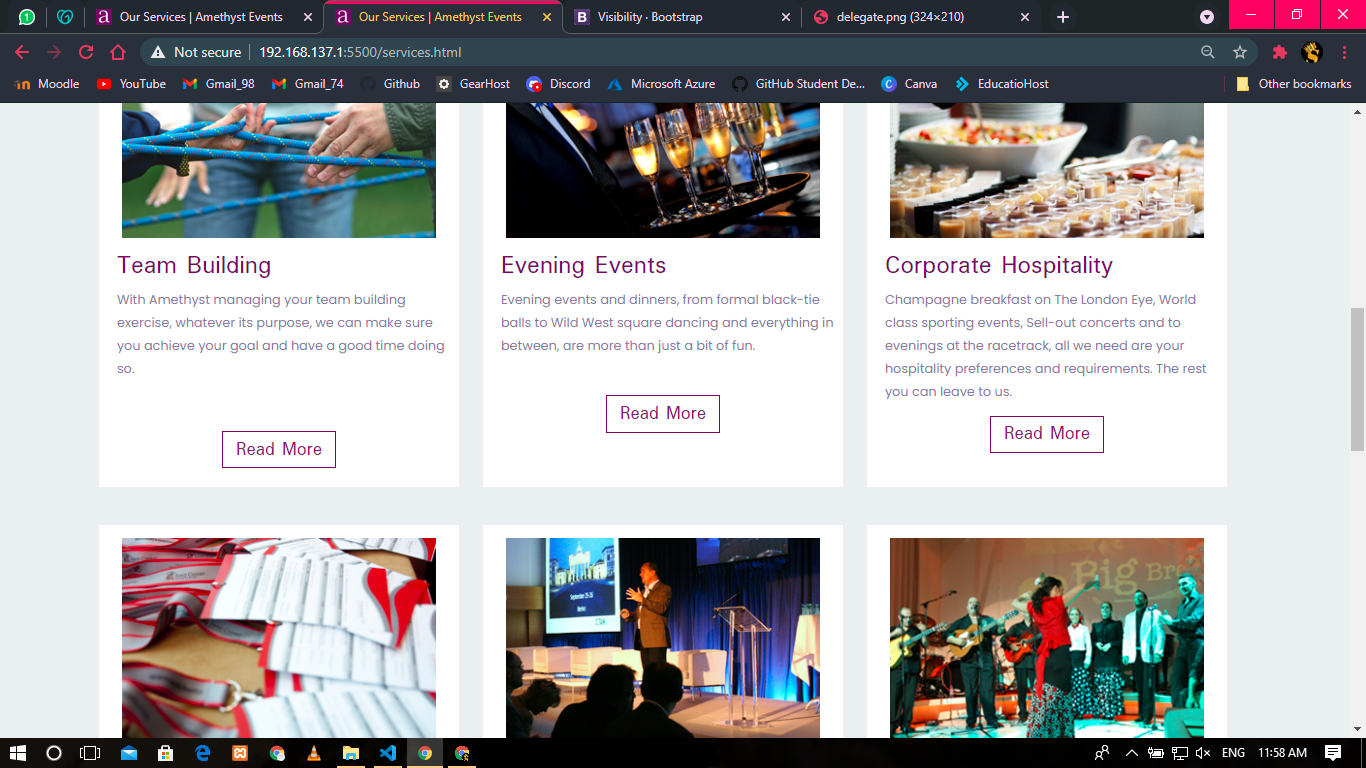 Our Services | Amethyst Events
Our Services | Amethyst Events
Visibility · Bootstrap
delegate.png (324×210)
Not secure
192.168.137.1:5500/services.html
Moodle
YouTube
Gmail_98
Gmail_74
Github
GearHost
Discord
Microsoft Azure
GitHub Student De...
Canva
EducatioHost
Other bookmarks
Team Building
With Amethyst managing your team building
exercise, whatever its purpose, we can make sure
you achieve your goal and have a good time doing
so.
Read More
Evening Events
Evening events and dinners, from formal black-tie
balls to Wild West square dancing and everything in
between, are more than just a bit of fun.
Read More
Corporate Hospitality
Champagne breakfast on The London Eye, World
class sporting events, Sell-out concerts and to
evenings at the racetrack, all we need are your
hospitality preferences and requirements. The rest
you can leave to us.
Read More
September 25-26
Berlin
Big Br
ENG
11:58 AM